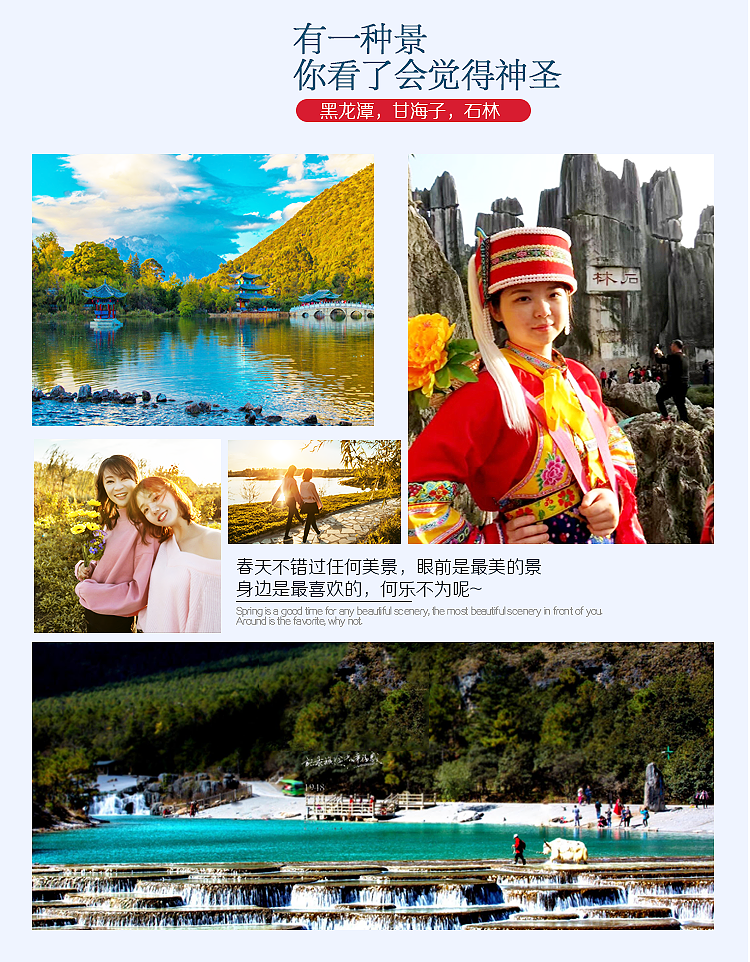 有一种景
你看了会觉得神圣
黑龙潭，甘海子，石林
石林
春天不错过任何美景，眼前是最美的景
身边是最喜欢的，何乐不为呢~
Spring is a good time for any beautiful scenery, the most beautiful scenery in front of you.
Around is the favorite, why not.
1948